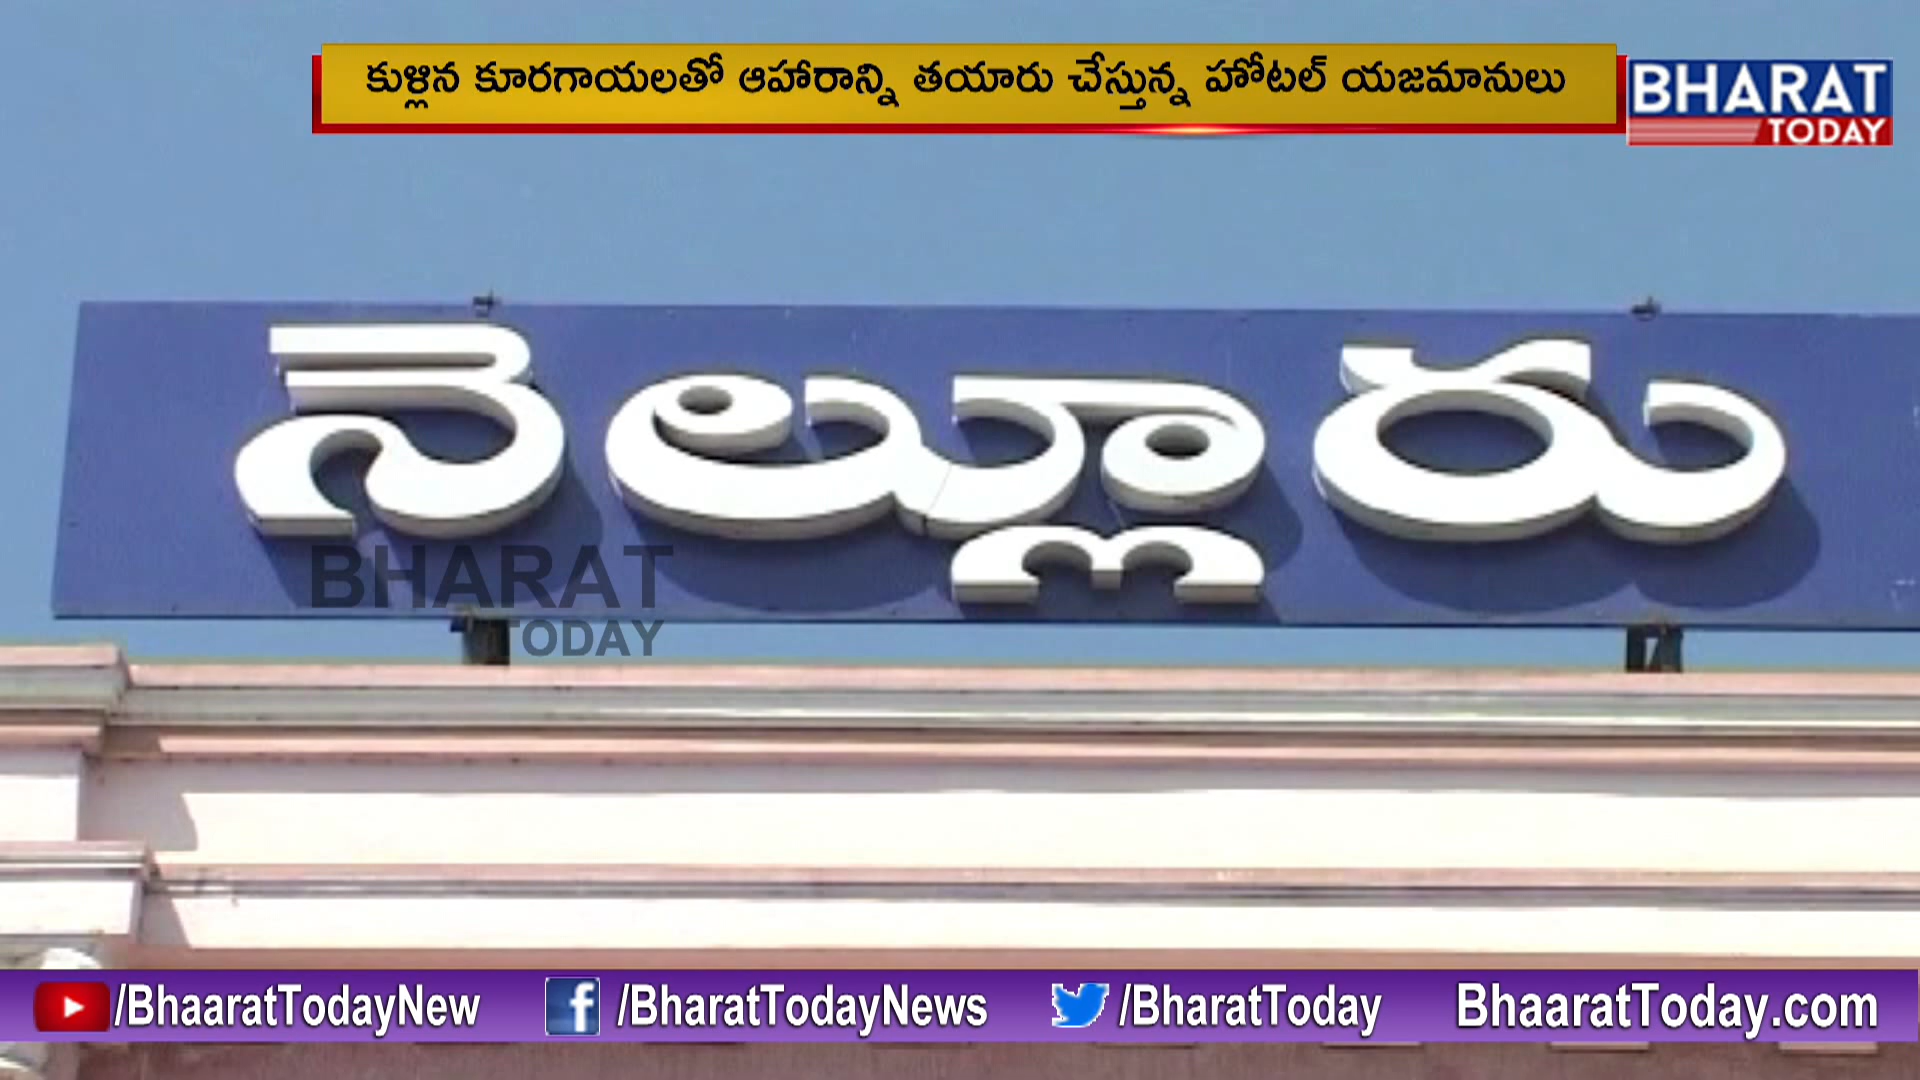 కుళ్లిన కూరగాయలతో ఆహారాన్ని తయారు చేస్తున్న హోటల్ యజమానులు
BHARAT
TODAY
నెల్లూరు
BHARAT
TODAY
/BhaaratTodayNew /BharatTodayNews /BharatToday BhaaratToday.com